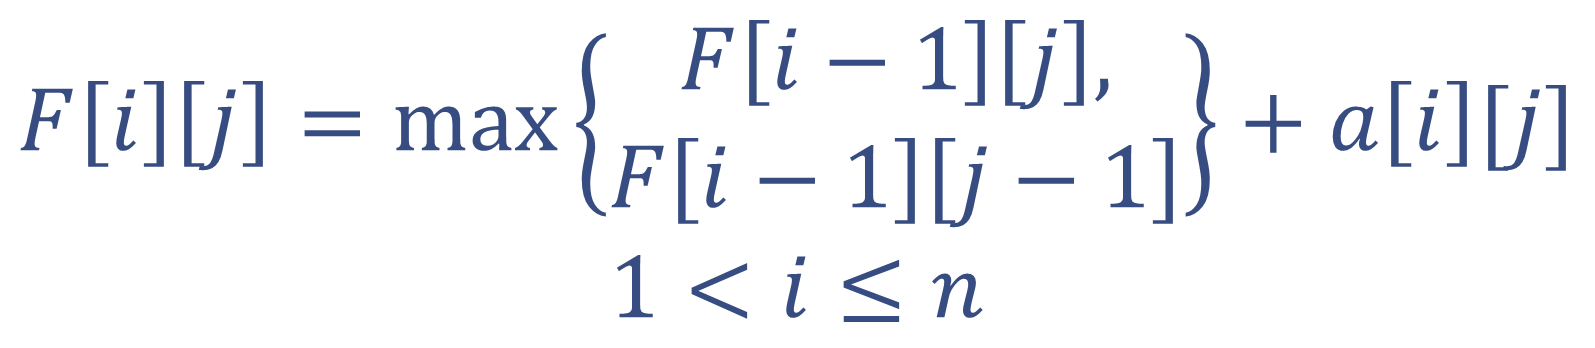 F[i][j] = max{F[i − 1][j], F[i − 1][j − 1]} + a[i][j]
1 < i ≤ n